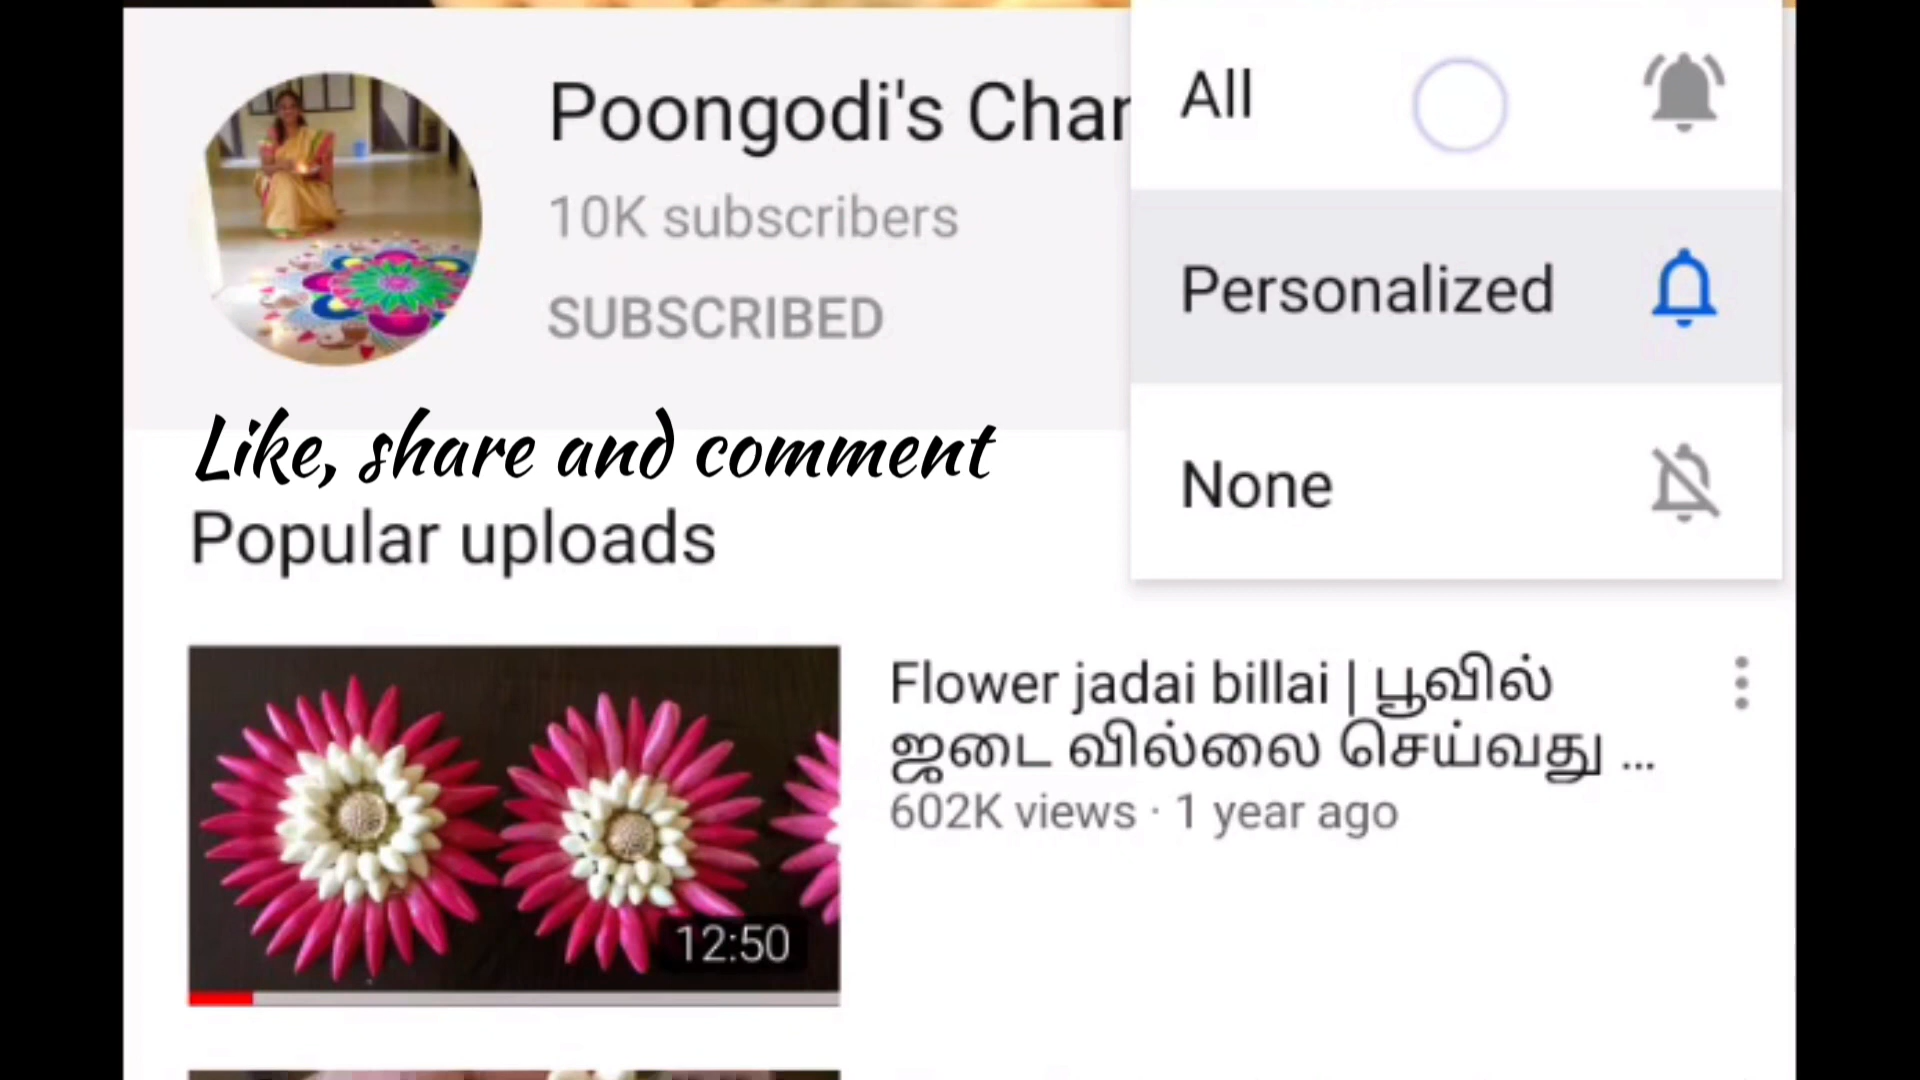 Poongodi's Chan
10K subscribers
SUBSCRIBED
All
Personalized
None
Like, share and comment
Popular uploads
12:50
Flower jadai billai | பூவில்
ஜடை வில்லை செய்வது ...
602K views · 1 year ago